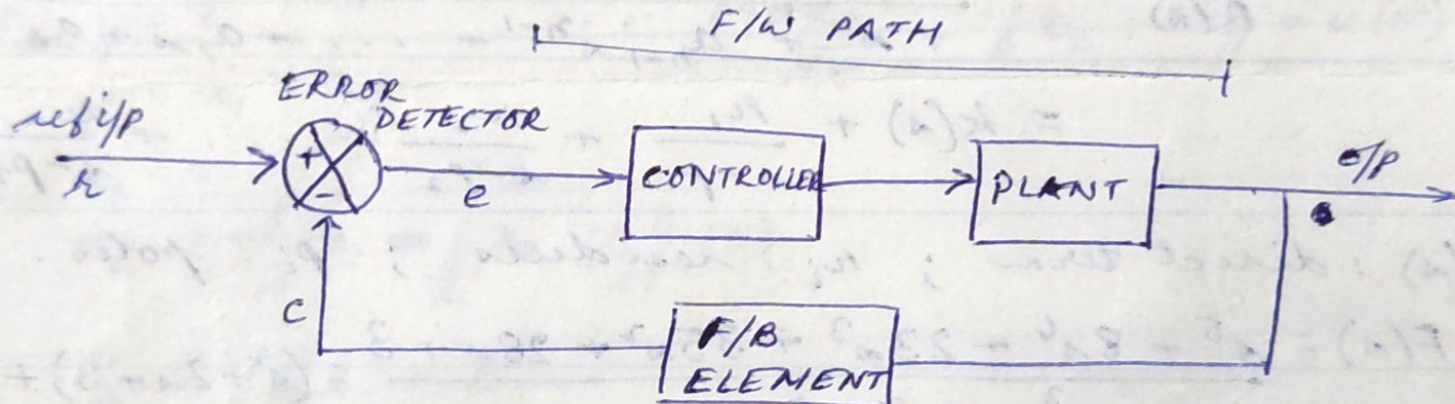 F/W PATH
ERROR
DETECTOR
ref i/p
r
+
-
e
CONTROLLER
PLANT
o/p
c
F/B
ELEMENT